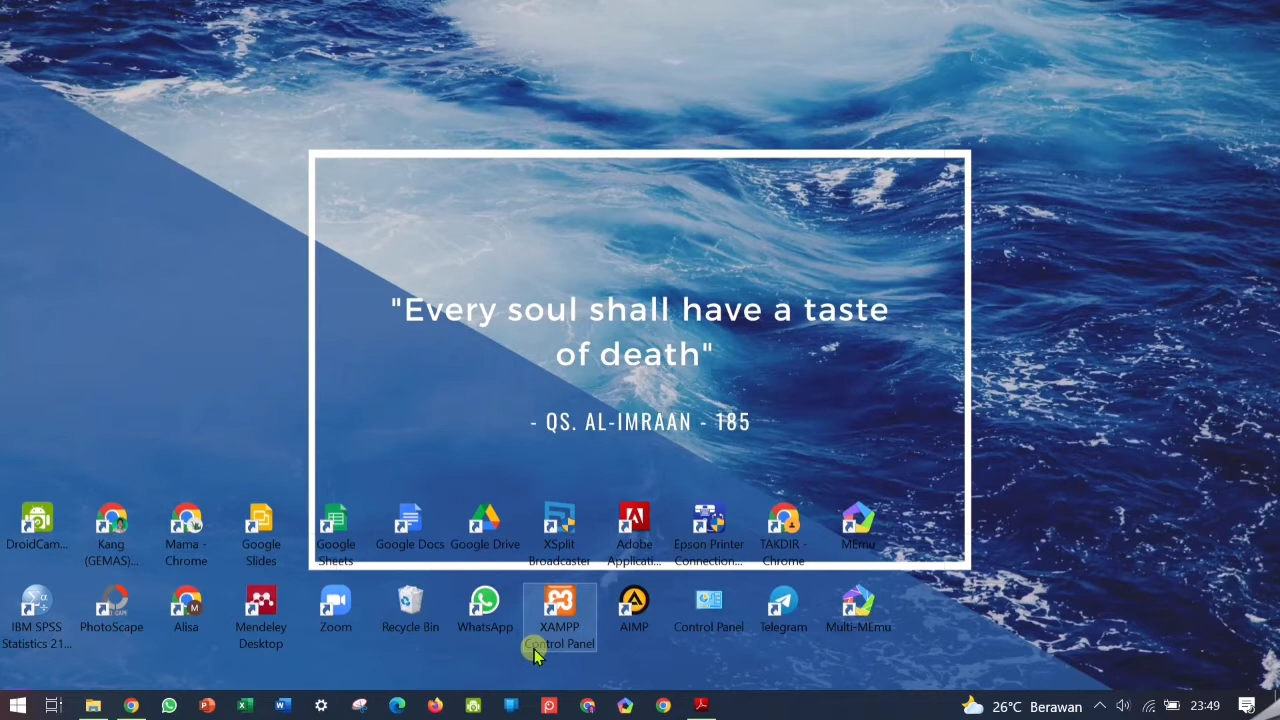 "Every soul shall have a taste
of death"
- QS. AL-IMRAAN - 185
DroidCam...
Kang
(GEMAS)...
Mama -
Chrome
Google
Slides
Google
Sheets
Google Docs
Google Drive
XSplit
Broadcaster
Adobe
Applicati...
Epson Printer
Connection...
TAKDIR -
Chrome
MEmu
IBM SPSS
Statistics 21...
PhotoScape
Alisa
Mendeley
Desktop
Zoom
Recycle Bin
WhatsApp
XAMPP
Control Panel
AIMP
Control Panel
Telegram
Multi-MEmu
26°C Berawan
23:49